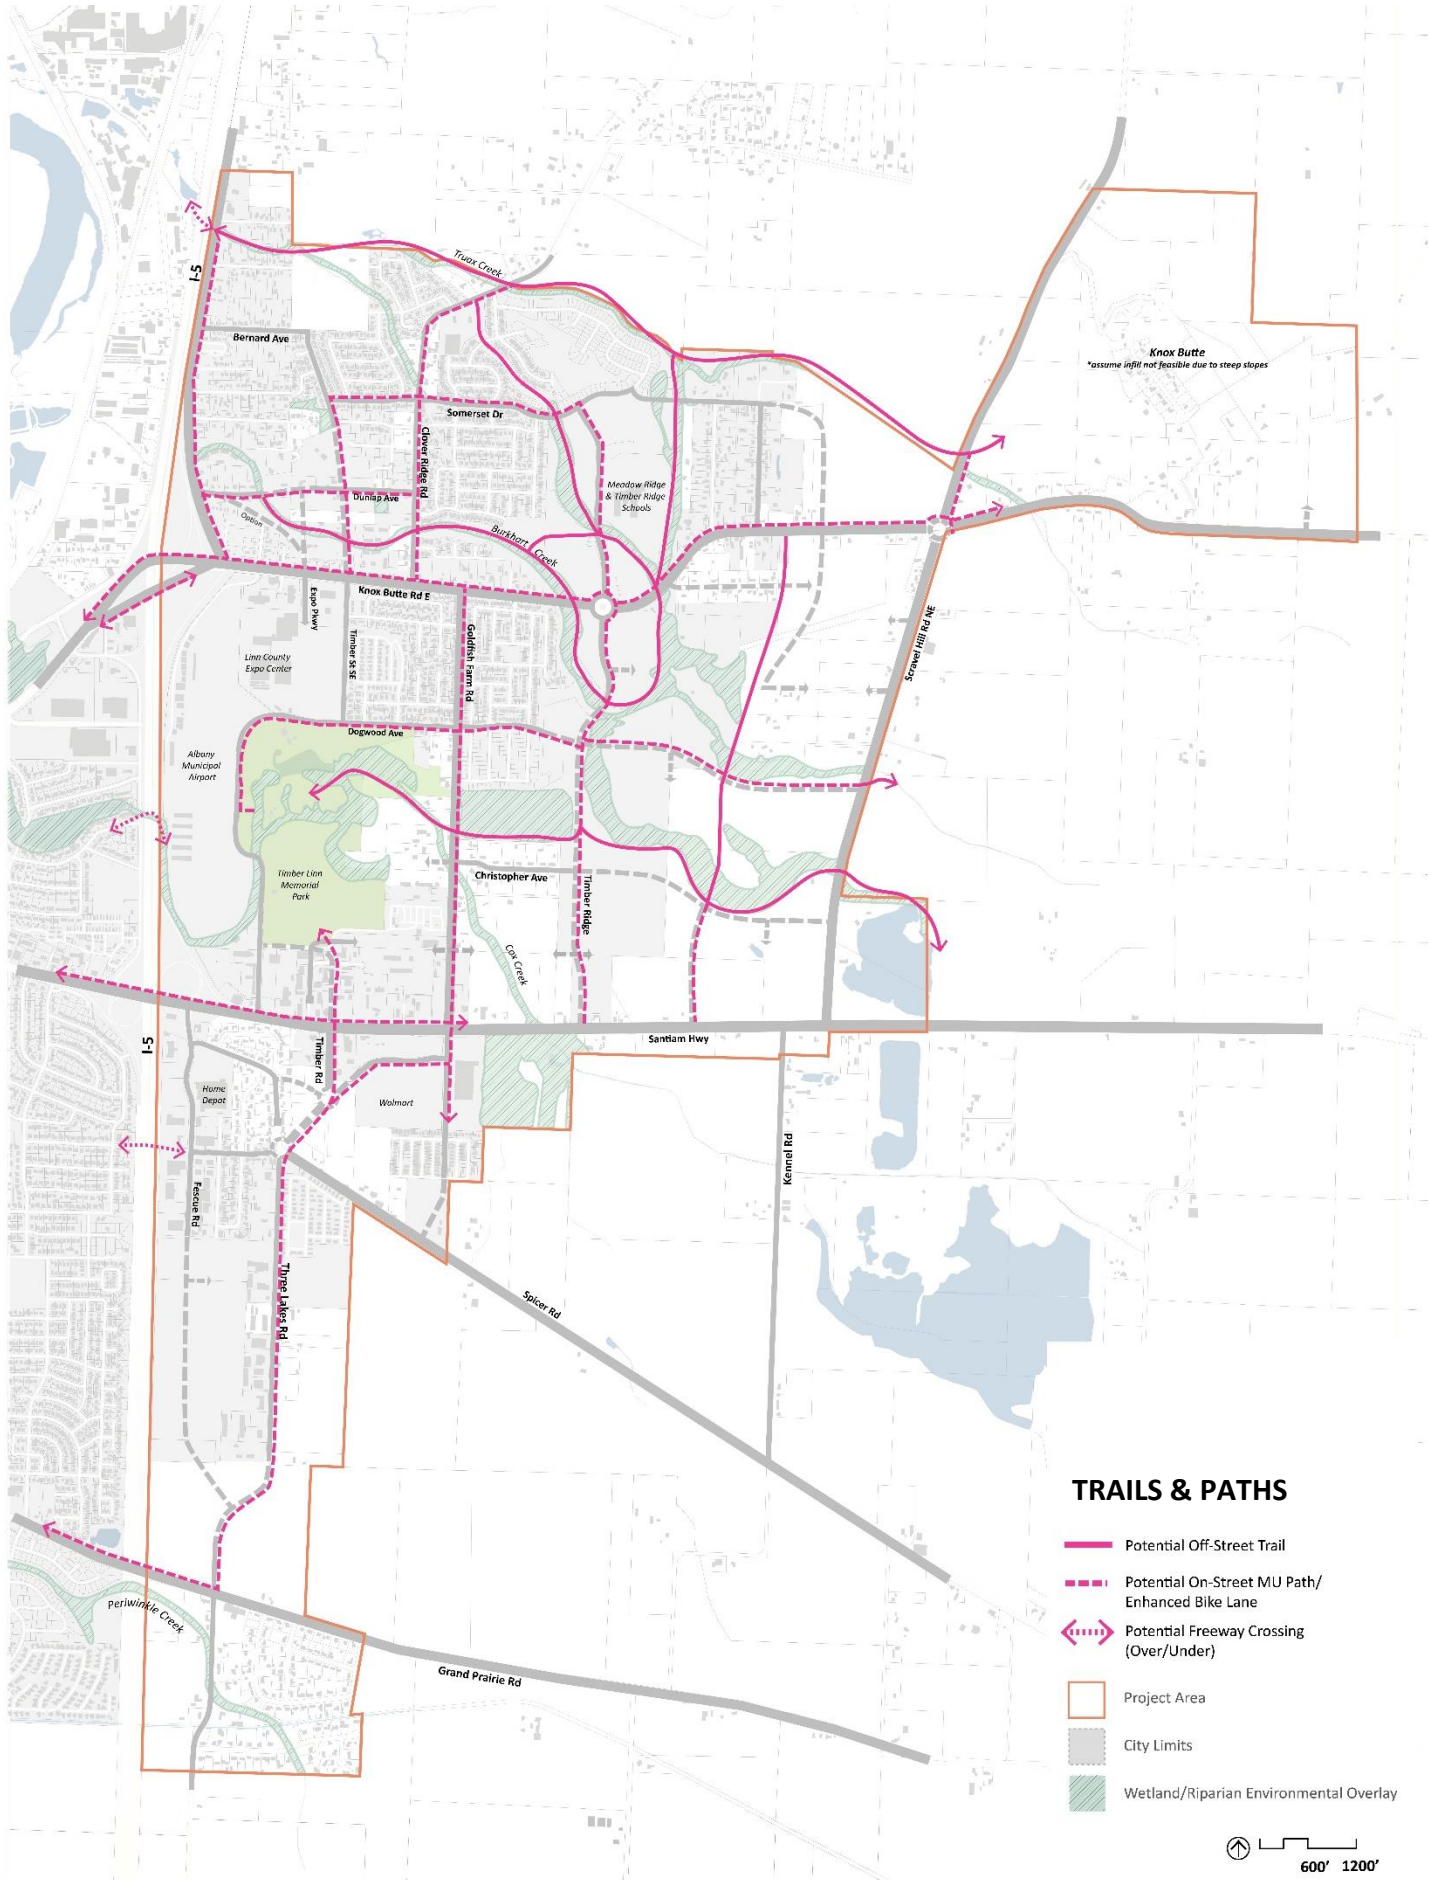 Truax Creek
I-5
Bernard Ave
Knox Butte
*assume infill not feasible due to steep slopes
Somerset Dr
Clover Ridge Rd
Meadow Ridge
& Timber Ridge
Schools
Dunlap Ave
Option
Burkhart Creek
Knox Butte Rd E
Expo Pkwy
Timber St SE
Goldfish Farm Rd
Linn County
Expo Center
Scravel Hill Rd NE
Dogwood Ave
Albany
Municipal
Airport
Timber Linn
Memorial
Park
Christopher Ave
Timber Ridge
Cox Creek
Santiam Hwy
I-5
Timber Rd
Home
Depot
Walmart
Kennel Rd
Fescue Rd
Three Lakes Rd
Spicer Rd
Periwinkle Creek
Grand Prairie Rd
TRAILS & PATHS
Potential Off-Street Trail
Potential On-Street MU Path/
Enhanced Bike Lane
Potential Freeway Crossing
(Over/Under)
Project Area
City Limits
Wetland/Riparian Environmental Overlay
600' 1200'